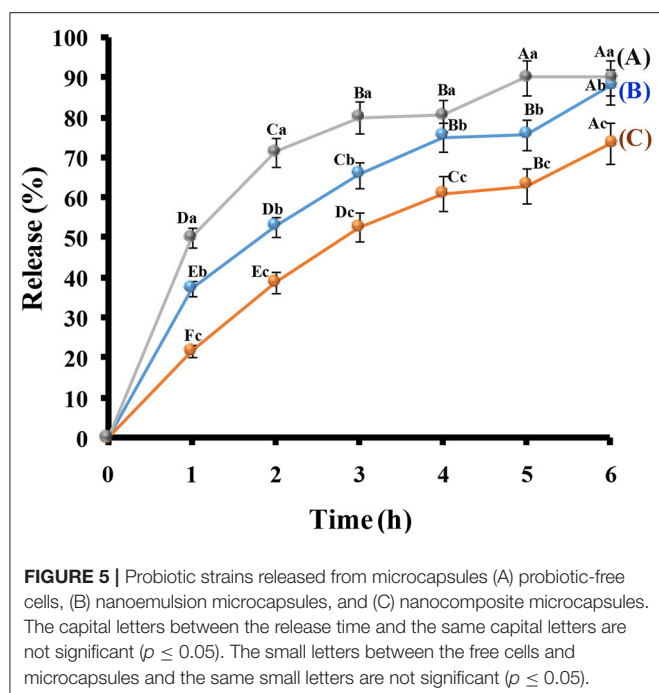 100
90
80
70
60
50
40
30
20
10
0
Release (%)
Da
Ca
Ba
Ba
Aa
Aa
(A)
Eb
Db
Cb
Bb
Bb
Ab
(B)
Fc
Ec
Dc
Cc
Bc
Ac
(C)
0 1 2 3 4 5 6
Time (h)
FIGURE 5 | Probiotic strains released from microcapsules (A) probiotic-free
cells, (B) nanoemulsion microcapsules, and (C) nanocomposite microcapsules.
The capital letters between the release time and the same capital letters are
not significant (p ≤ 0.05). The small letters between the free cells and
microcapsules and the same small letters are not significant (p ≤ 0.05).